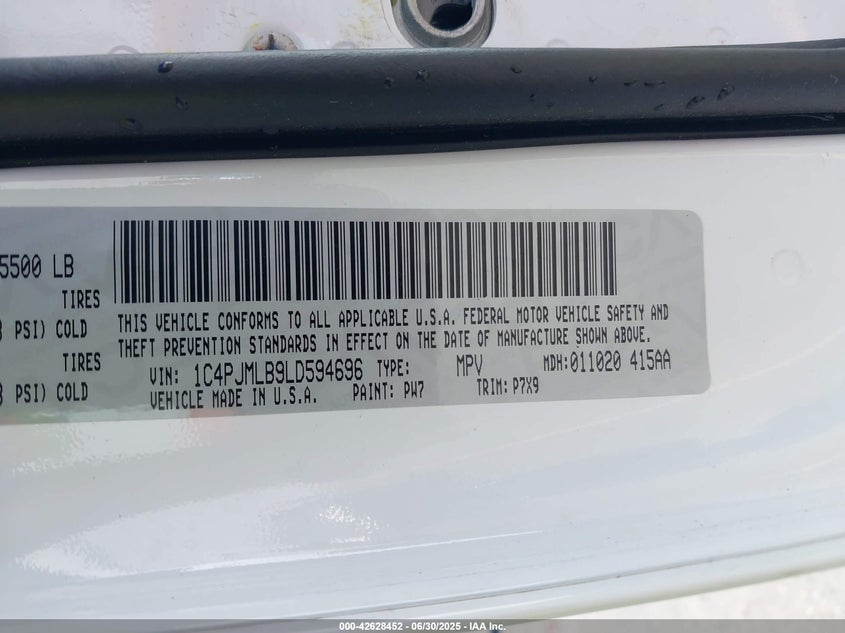 5500 LB
TIRES
PSI) COLD
TIRES
PSI) COLD
THIS VEHICLE CONFORMS TO ALL APPLICABLE U.S.A. FEDERAL MOTOR VEHICLE SAFETY AND
THEFT PREVENTION STANDARDS IN EFFECT ON THE DATE OF MANUFACTURE SHOWN ABOVE.
VIN: 1C4PJMLB9LD594696 TYPE: MPV MDH: 011020 415AA
VEHICLE MADE IN U.S.A. PAINT: PW7 TRIM: P7X9
000-42628452 - 06/30/2025 - IAA Inc.